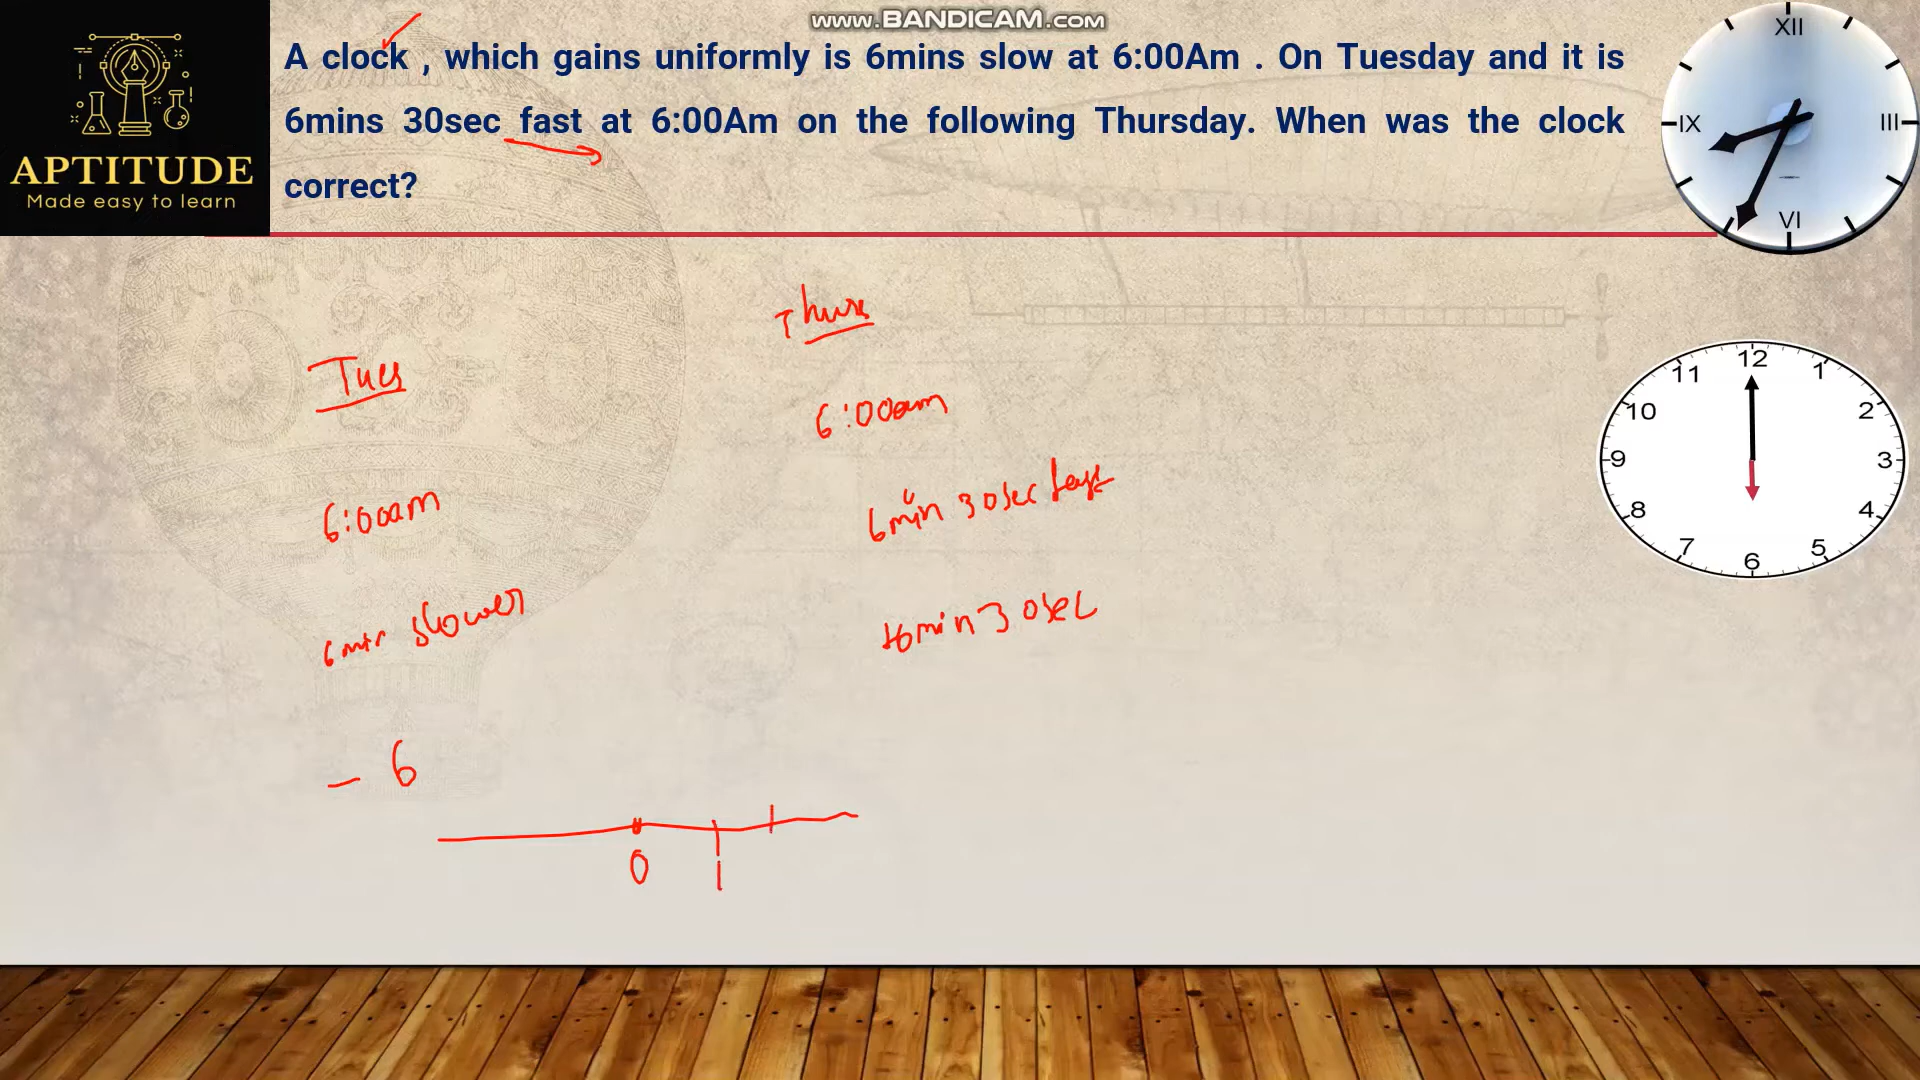 www.BANDICAM.com
A clock , which gains uniformly is 6mins slow at 6:00Am . On Tuesday and it is
6mins 30sec fast at 6:00Am on the following Thursday. When was the clock
correct?
APTITUDE
Made easy to learn
XII
IX
III
VI
Thurs
Tues
6:00am
6:00am
6min 30sec fast
6min slower
+6min 30sec
- 6
0 1
12
11 1
10 2
9 3
8 4
7 5
6